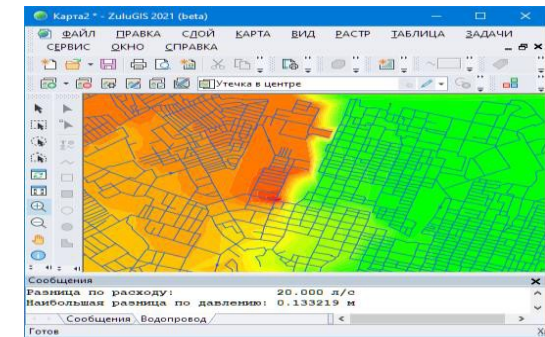 Карта2 * - ZuluGIS 2021 (beta)
ФАЙЛ ПРАВКА СЛОЙ КАРТА ВИД РАСТР ТАБЛИЦА ЗАДАЧИ
СЕРВИС ОКНО СПРАВКА
Утечка в центре
Сообщения
Разница по расходу: 20.000 л/с
Наибольшая разница по давлению: 0.133219 м
Сообщения Водопровод
Готов